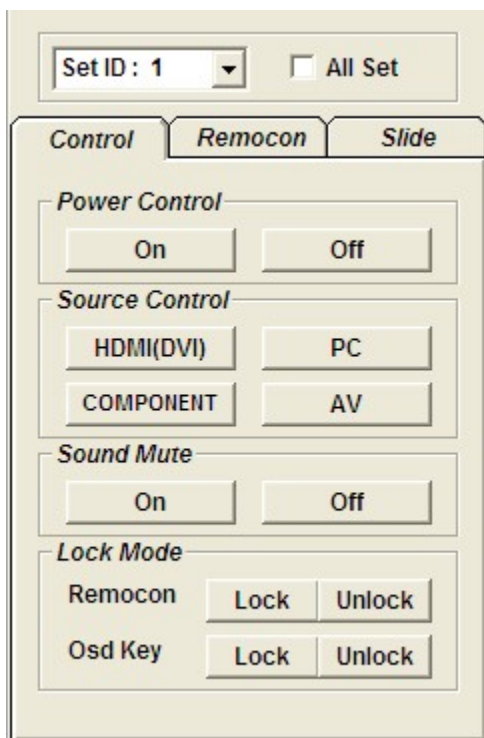 Set ID : 1 All Set
Control Remocon Slide
Power Control
On Off
Source Control
HDMI(DVI) PC
COMPONENT AV
Sound Mute
On Off
Lock Mode
Remocon Lock Unlock
Osd Key Lock Unlock